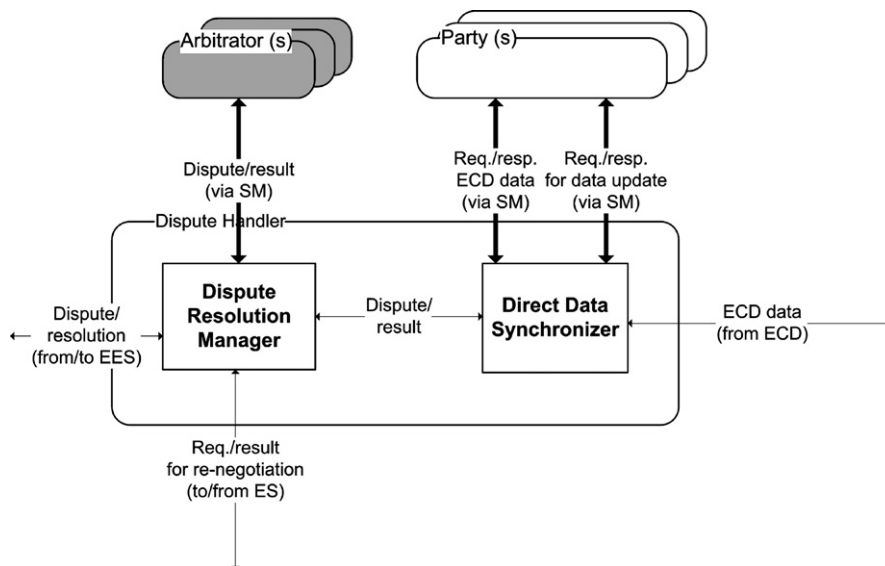 Arbitrator (s)
Party (s)
Dispute/result
(via SM)
Req./resp.
ECD data
(via SM)
Req./resp.
for data update
(via SM)
Dispute Handler
Dispute
Resolution
Manager
Dispute/
result
Direct Data
Synchronizer
Dispute/
resolution
(from/to EES)
ECD data
(from ECD)
Req./result
for re-negotiation
(to/from ES)